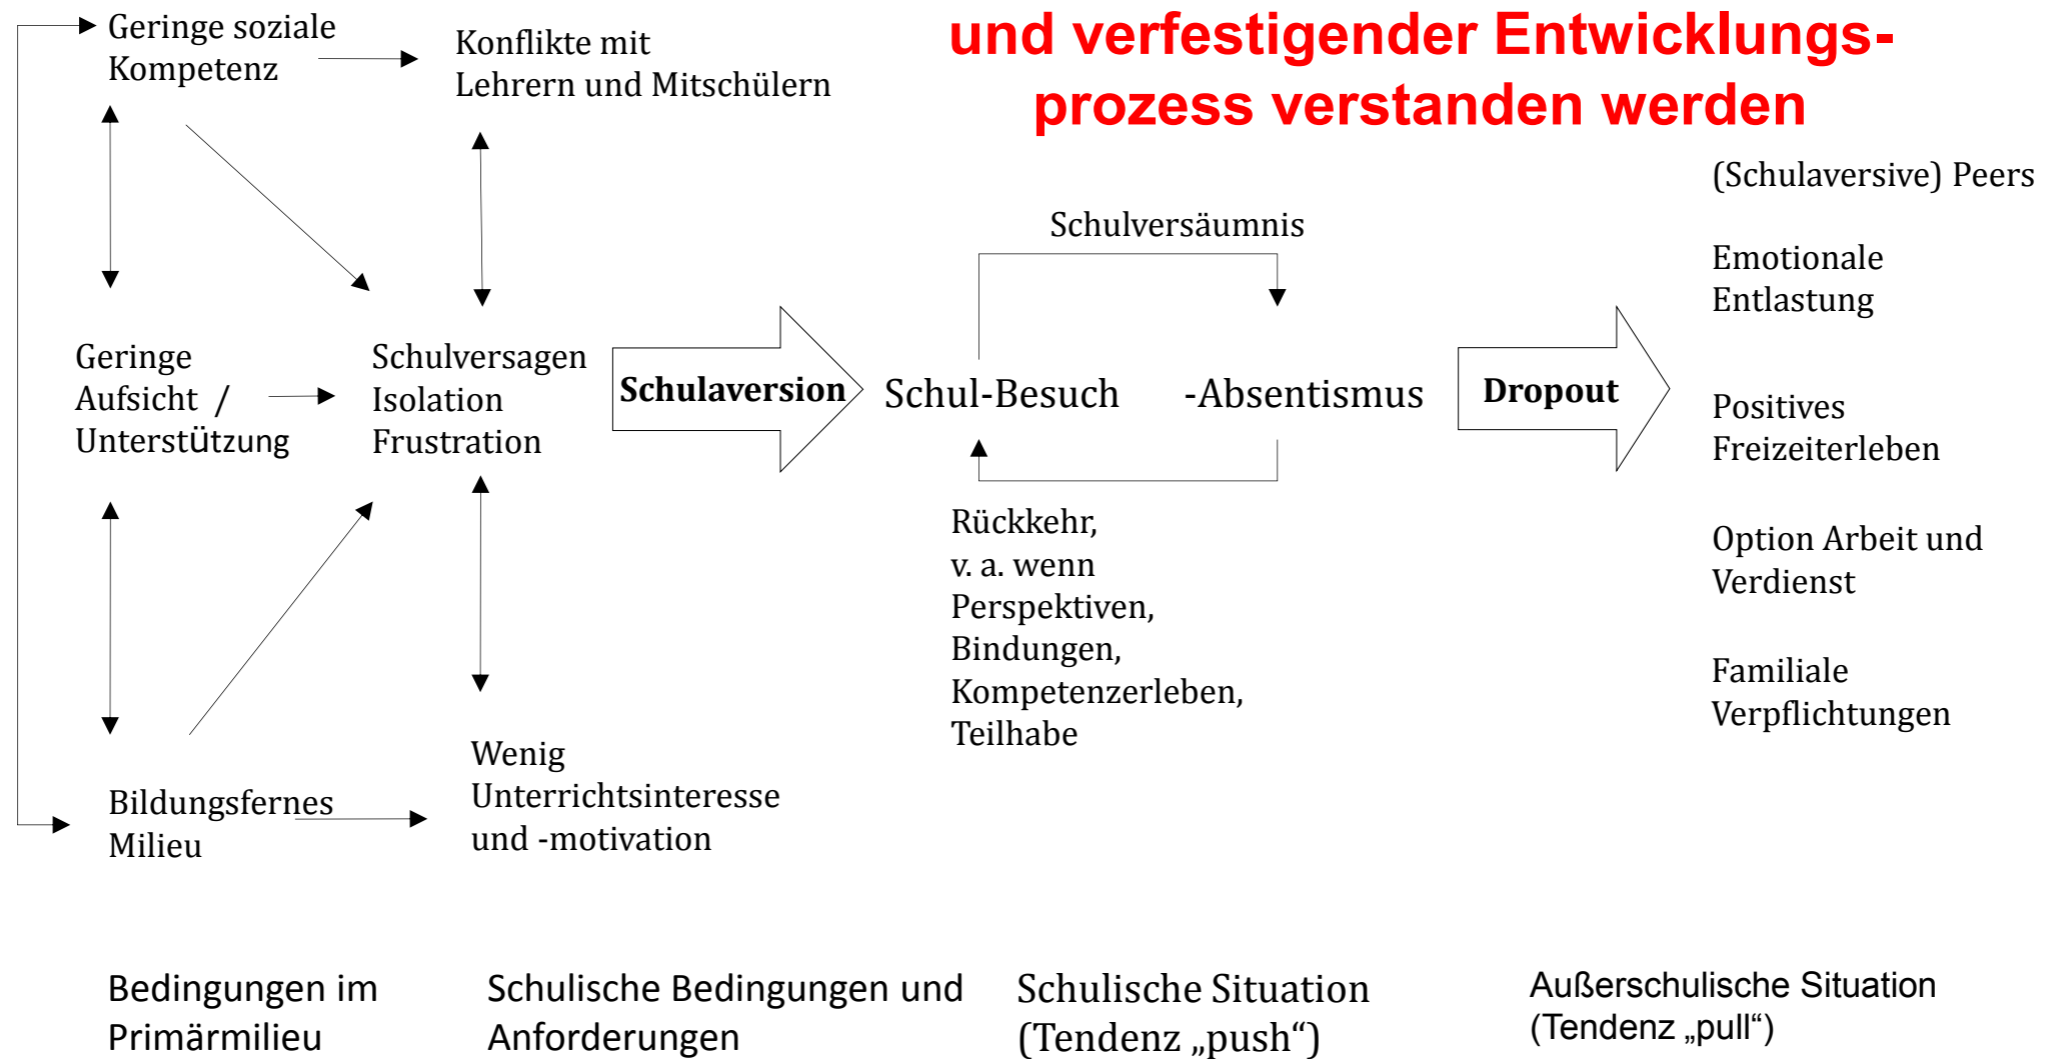 und verfestigender Entwicklungs-
prozess verstanden werden
Geringe soziale
Kompetenz
Konflikte mit
Lehrern und Mitschülern
Geringe
Aufsicht /
Unterstützung
Schulversagen
Isolation
Frustration
Bildungsfernes
Milieu
Wenig
Unterrichtsinteresse
und -motivation
Schulaversion
Schulversäumnis
Schul-Besuch
-Absentismus
Rückkehr,
v. a. wenn
Perspektiven,
Bindungen,
Kompetenzerleben,
Teilhabe
Dropout
(Schulaversive) Peers
Emotionale
Entlastung
Positives
Freizeiterleben
Option Arbeit und
Verdienst
Familiale
Verpflichtungen
Bedingungen im
Primärmilieu
Schulische Bedingungen und
Anforderungen
Schulische Situation
(Tendenz „push“)
Außerschulische Situation
(Tendenz „pull“)